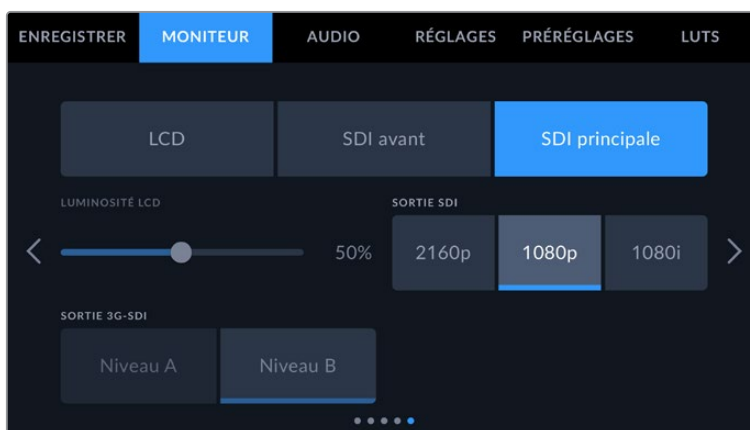 ENREGISTRER MONITEUR AUDIO RÉGLAGES PRÉRÉGLAGES LUTS
LCD SDI avant SDI principale
LUMINOSITÉ LCD SORTIE SDI
50% 2160p 1080p 1080i
SORTIE 3G-SDI
Niveau A Niveau B